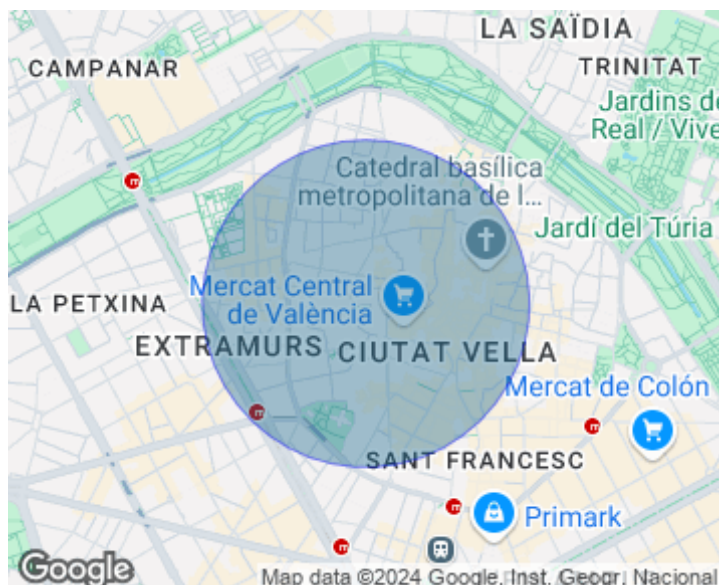 LA SAÏDIA
CAMPANAR
TRINITAT
Jardins de
Real / Vive
Catedral basílica
metropolitana de l...
Jardí del Túria
Mercat Central
de València
LA PETXINA
EXTRAMURS
CIUTAT VELLA
Mercat de Colón
SANT FRANCESC
Primark
Google
Map data ©2024 Google, Inst. Geogr. Nacional